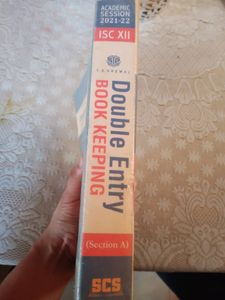 ACADEMIC
SESSION
2021-22
ISC XII
T.S. GREWAL
Double Entry
BOOK KEEPING
(Section A)
SCS